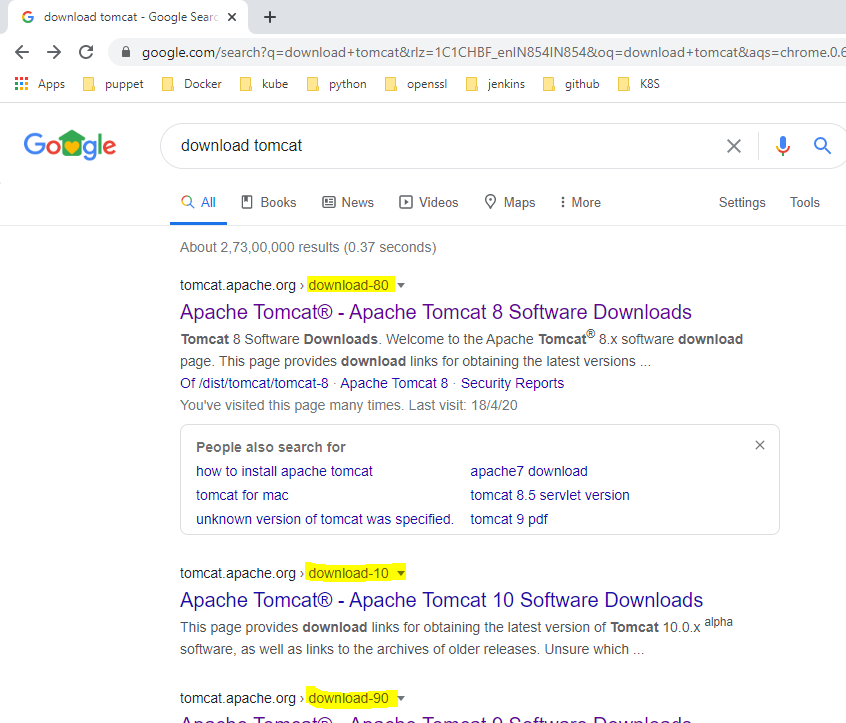 download tomcat - Google Searc
google.com/search?q=download+tomcat&rlz=1C1CHBF_enIN854IN854&oq=download+tomcat&aqs=chrome.0.6
Apps puppet Docker kube python openssl jenkins github K8S
Google
download tomcat
All Books News Videos Maps More Settings Tools
About 2,73,00,000 results (0.37 seconds)
tomcat.apache.org › download-80
Apache Tomcat® - Apache Tomcat 8 Software Downloads
Tomcat 8 Software Downloads. Welcome to the Apache Tomcat® 8.x software download
page. This page provides download links for obtaining the latest versions ...
Of /dist/tomcat/tomcat-8 · Apache Tomcat 8 · Security Reports
You've visited this page many times. Last visit: 18/4/20
People also search for
how to install apache tomcat apache7 download
tomcat for mac tomcat 8.5 servlet version
unknown version of tomcat was specified. tomcat 9 pdf
tomcat.apache.org › download-10
Apache Tomcat® - Apache Tomcat 10 Software Downloads
This page provides download links for obtaining the latest version of Tomcat 10.0.x alpha
software, as well as links to the archives of older releases. Unsure which ...
tomcat.apache.org › download-90
Apache Tomcat® - Apache Tomcat 9 Software Downloads